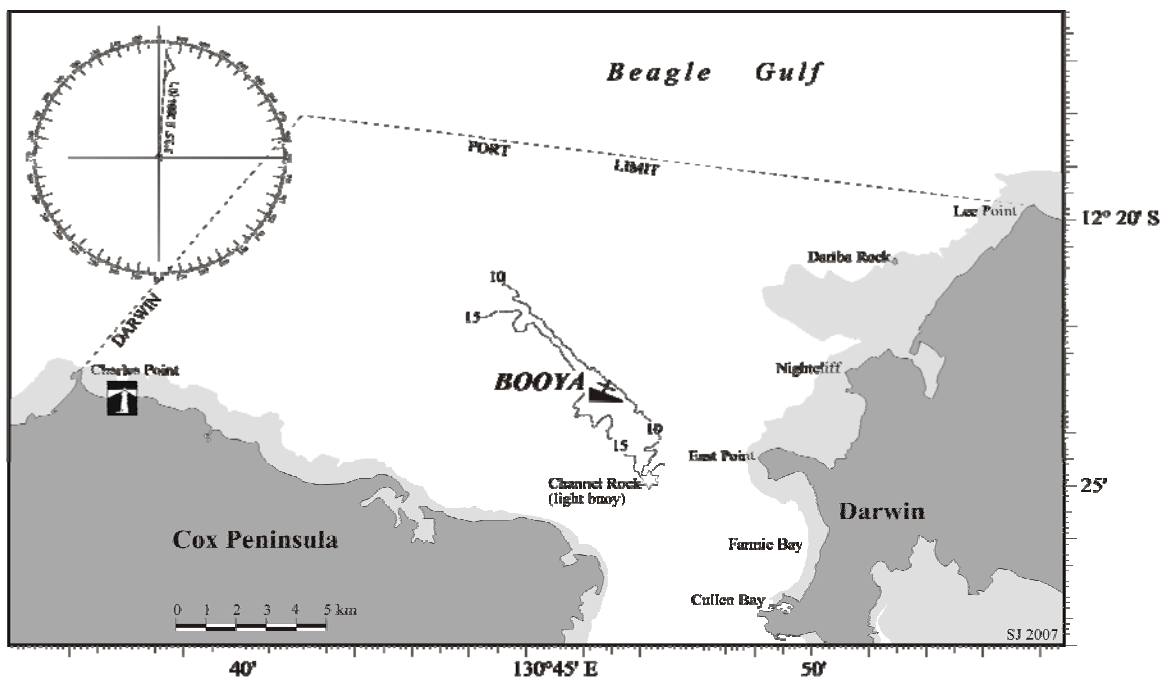 Beagle Gulf
PORT LIMIT
Lee Point
12° 20' S
Dariba Rock
10
15
DARWIN
Charles Point
Nightcliff
BOOYA
10
15
East Point
Channel Rock
(light buoy)
25'
Darwin
Cox Peninsula
Fannie Bay
Cullen Bay
0 1 2 3 4 5 km
SJ 2007
40'
130°45' E
50'